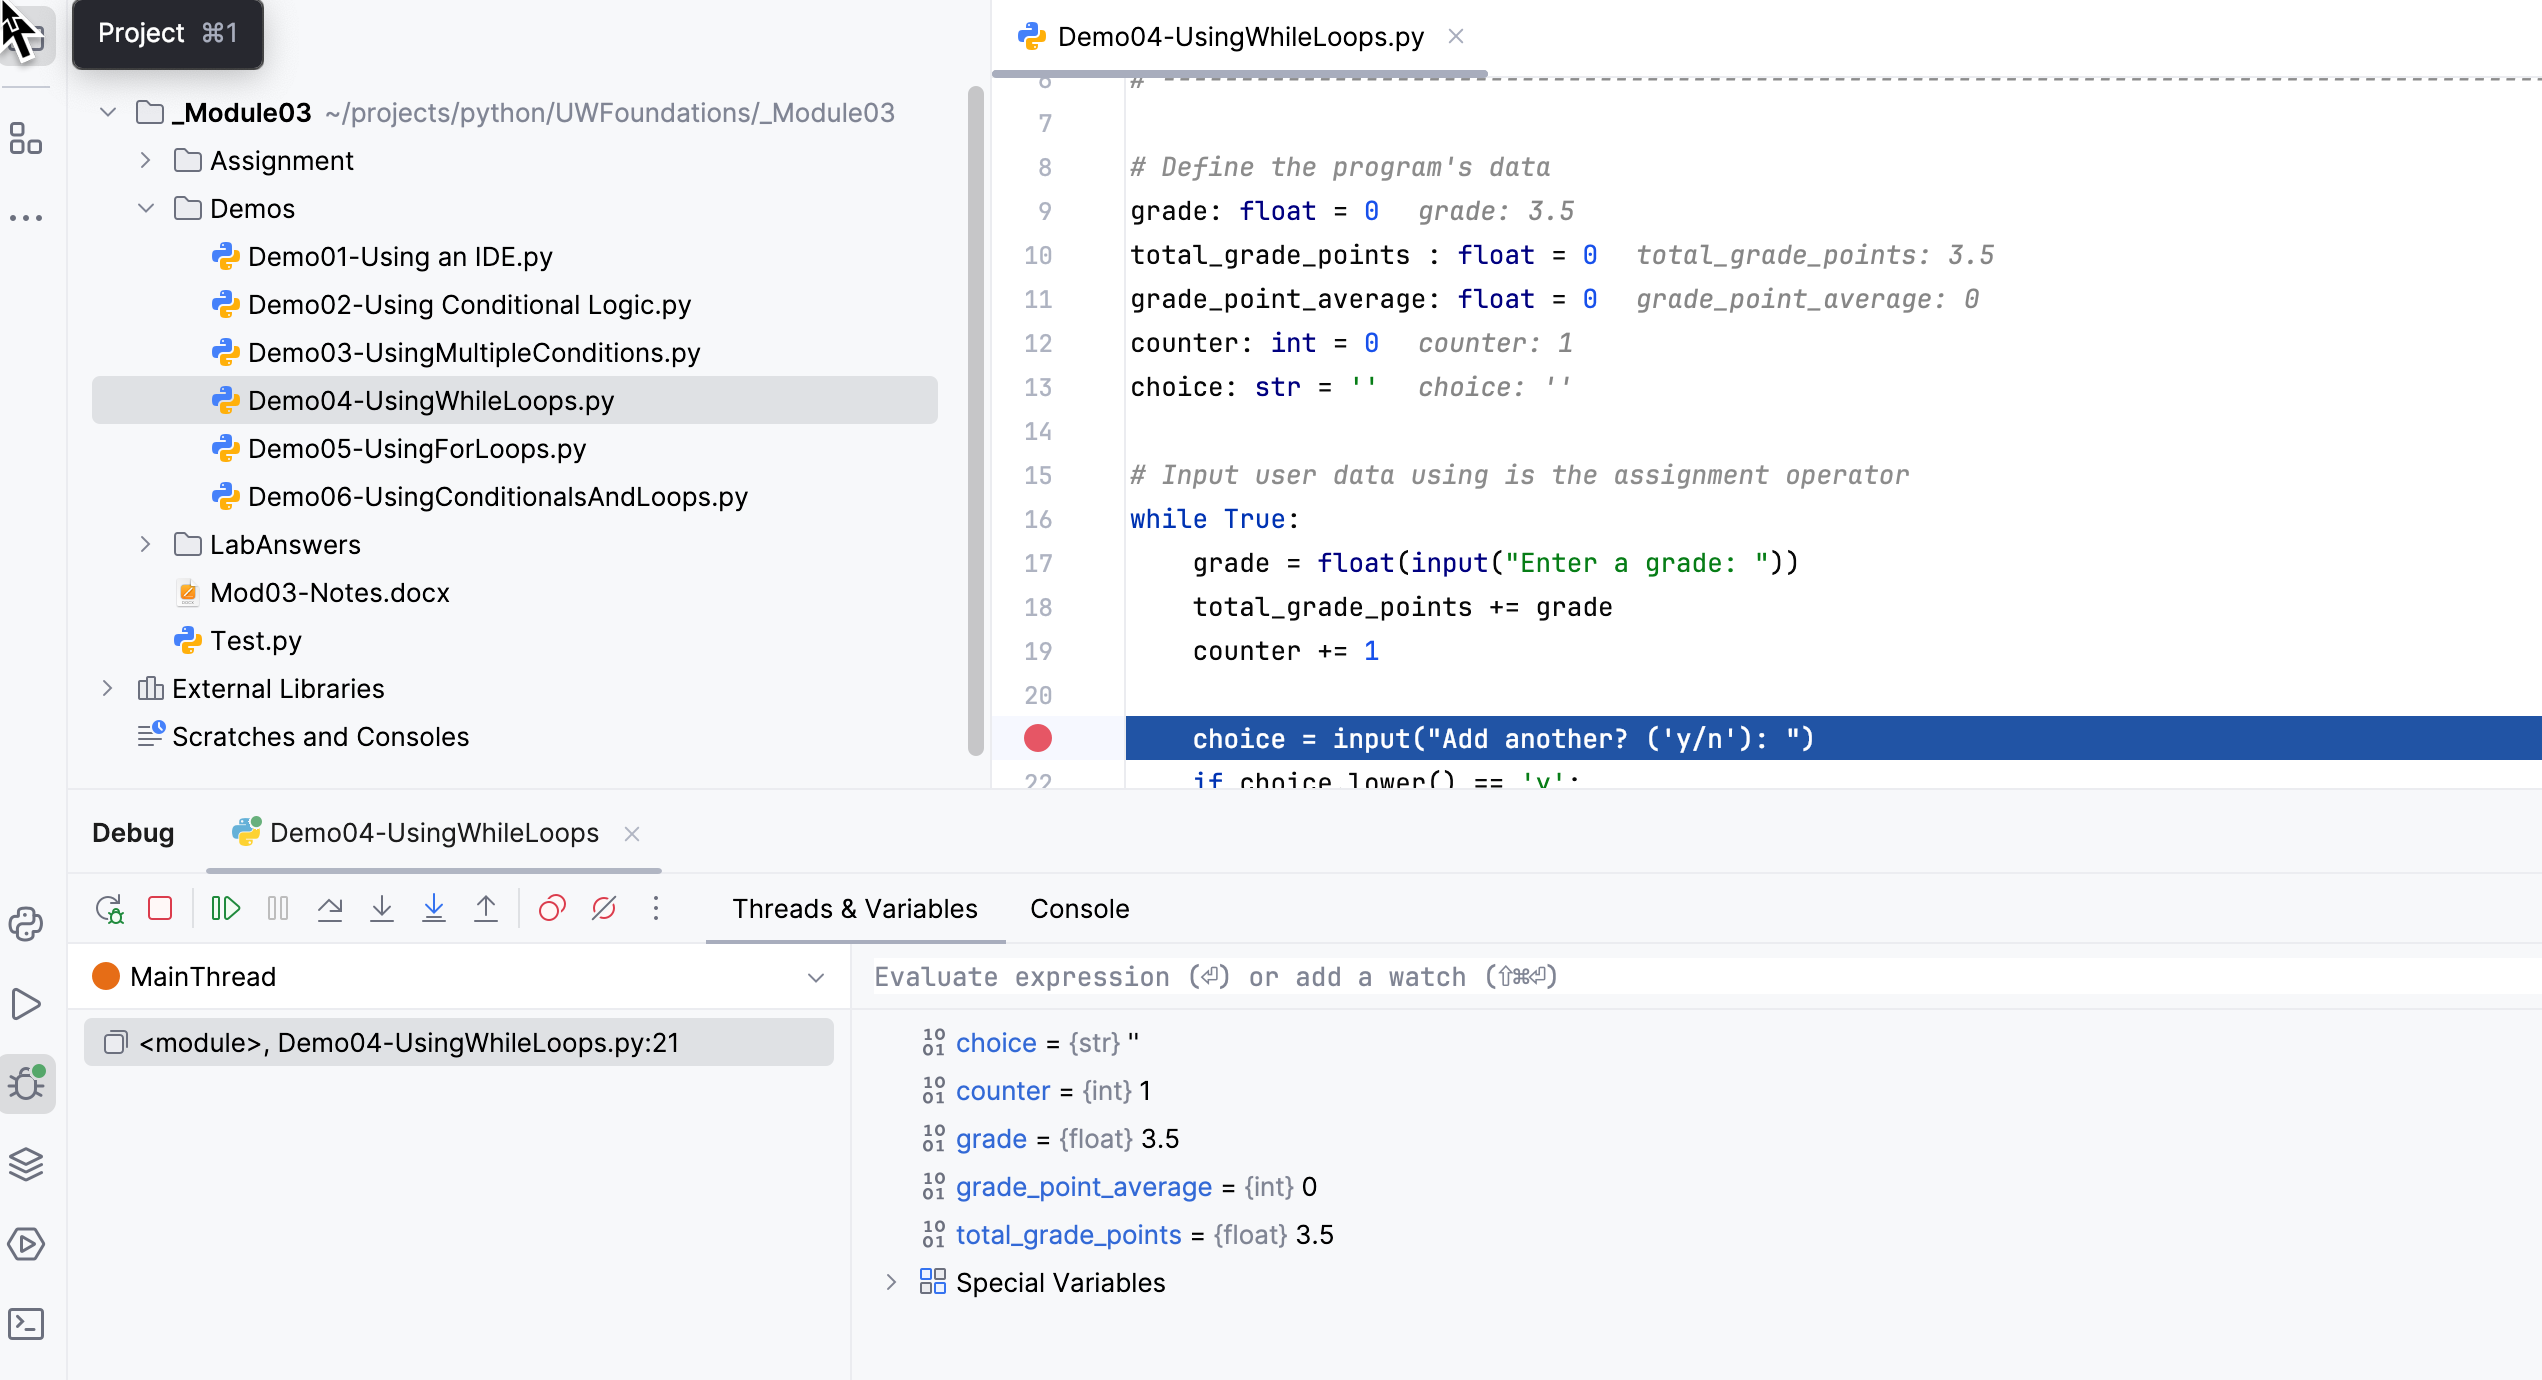 Project ⌘1
_Module03 ~/projects/python/UWFoundations/_Module03
Assignment
Demos
Demo01-Using an IDE.py
Demo02-Using Conditional Logic.py
Demo03-UsingMultipleConditions.py
Demo04-UsingWhileLoops.py
Demo05-UsingForLoops.py
Demo06-UsingConditionalsAndLoops.py
LabAnswers
Mod03-Notes.docx
Test.py
External Libraries
Scratches and Consoles
Demo04-UsingWhileLoops.py
6 # ------------------------------------------------------------------------------------------
7
8 # Define the program's data
9 grade: float = 0 grade: 3.5
10 total_grade_points : float = 0 total_grade_points: 3.5
11 grade_point_average: float = 0 grade_point_average: 0
12 counter: int = 0 counter: 1
13 choice: str = '' choice: ''
14
15 # Input user data using is the assignment operator
16 while True:
17 grade = float(input("Enter a grade: "))
18 total_grade_points += grade
19 counter += 1
20
choice = input("Add another? ('y/n'): ")
22 if choice.lower() == 'y':
Debug Demo04-UsingWhileLoops
Threads & Variables Console
MainThread
<module>, Demo04-UsingWhileLoops.py:21
Evaluate expression (⏎) or add a watch (⇧⌘⏎)
choice = {str} ''
counter = {int} 1
grade = {float} 3.5
grade_point_average = {int} 0
total_grade_points = {float} 3.5
Special Variables